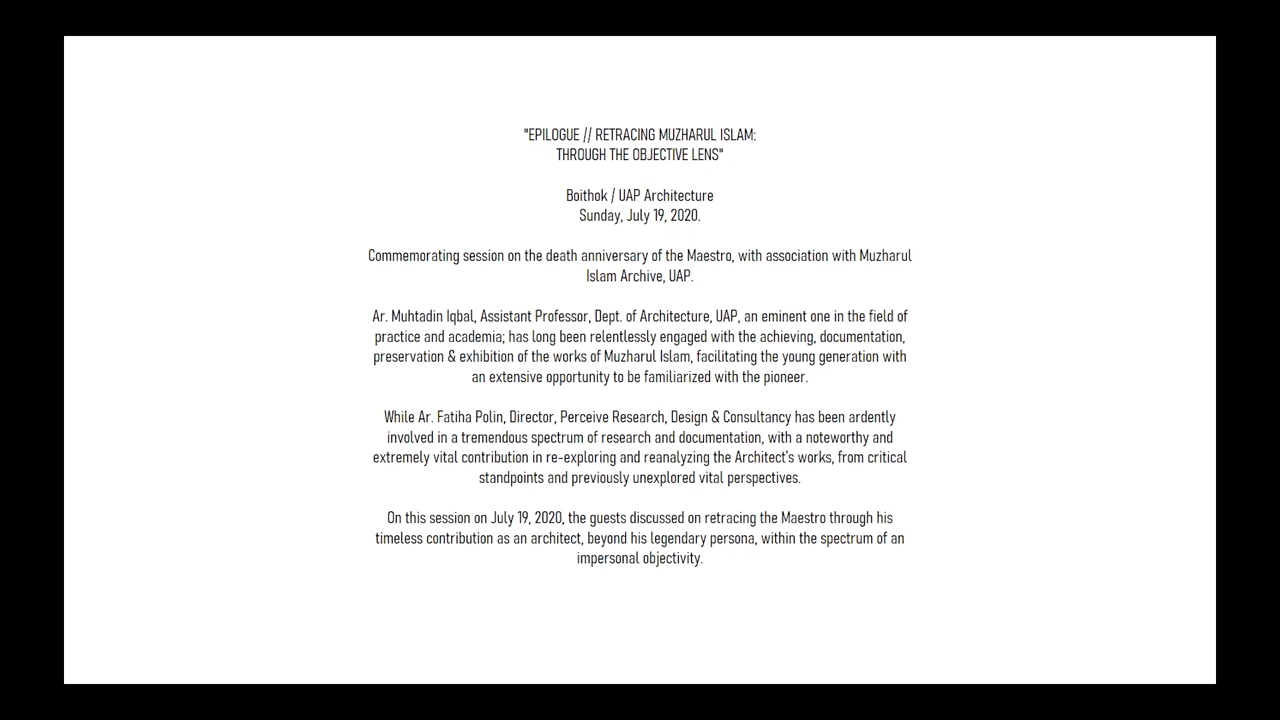 "EPILOGUE // RETRACING MUZHARUL ISLAM:
THROUGH THE OBJECTIVE LENS"
Boithok / UAP Architecture
Sunday, July 19, 2020.
Commemorating session on the death anniversary of the Maestro, with association with Muzharul
Islam Archive, UAP.
Ar. Muhtadin Iqbal, Assistant Professor, Dept. of Architecture, UAP, an eminent one in the field of
practice and academia; has long been relentlessly engaged with the achieving, documentation,
preservation & exhibition of the works of Muzharul Islam, facilitating the young generation with
an extensive opportunity to be familiarized with the pioneer.
While Ar. Fatiha Polin, Director, Perceive Research, Design & Consultancy has been ardently
involved in a tremendous spectrum of research and documentation, with a noteworthy and
extremely vital contribution in re-exploring and reanalyzing the Architect's works, from critical
standpoints and previously unexplored vital perspectives.
On this session on July 19, 2020, the guests discussed on retracing the Maestro through his
timeless contribution as an architect, beyond his legendary persona, within the spectrum of an
impersonal objectivity.